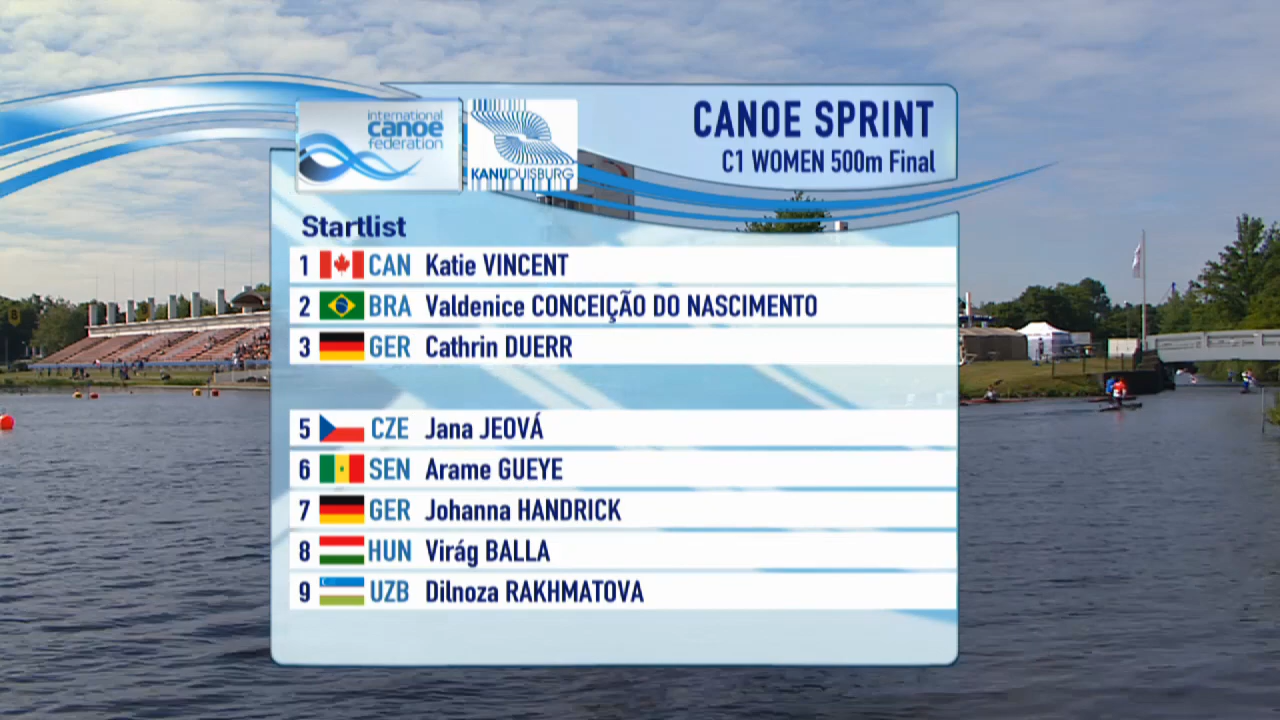 international
canoe
federation
KANUDUISBURG
CANOE SPRINT
C1 WOMEN 500m Final
Startlist
1 CAN Katie VINCENT
2 BRA Valdenice CONCEIÇÃO DO NASCIMENTO
3 GER Cathrin DUERR
5 CZE Jana JEOVÁ
6 SEN Arame GUEYE
7 GER Johanna HANDRICK
8 HUN Virág BALLA
9 UZB Dilnoza RAKHMATOVA
8